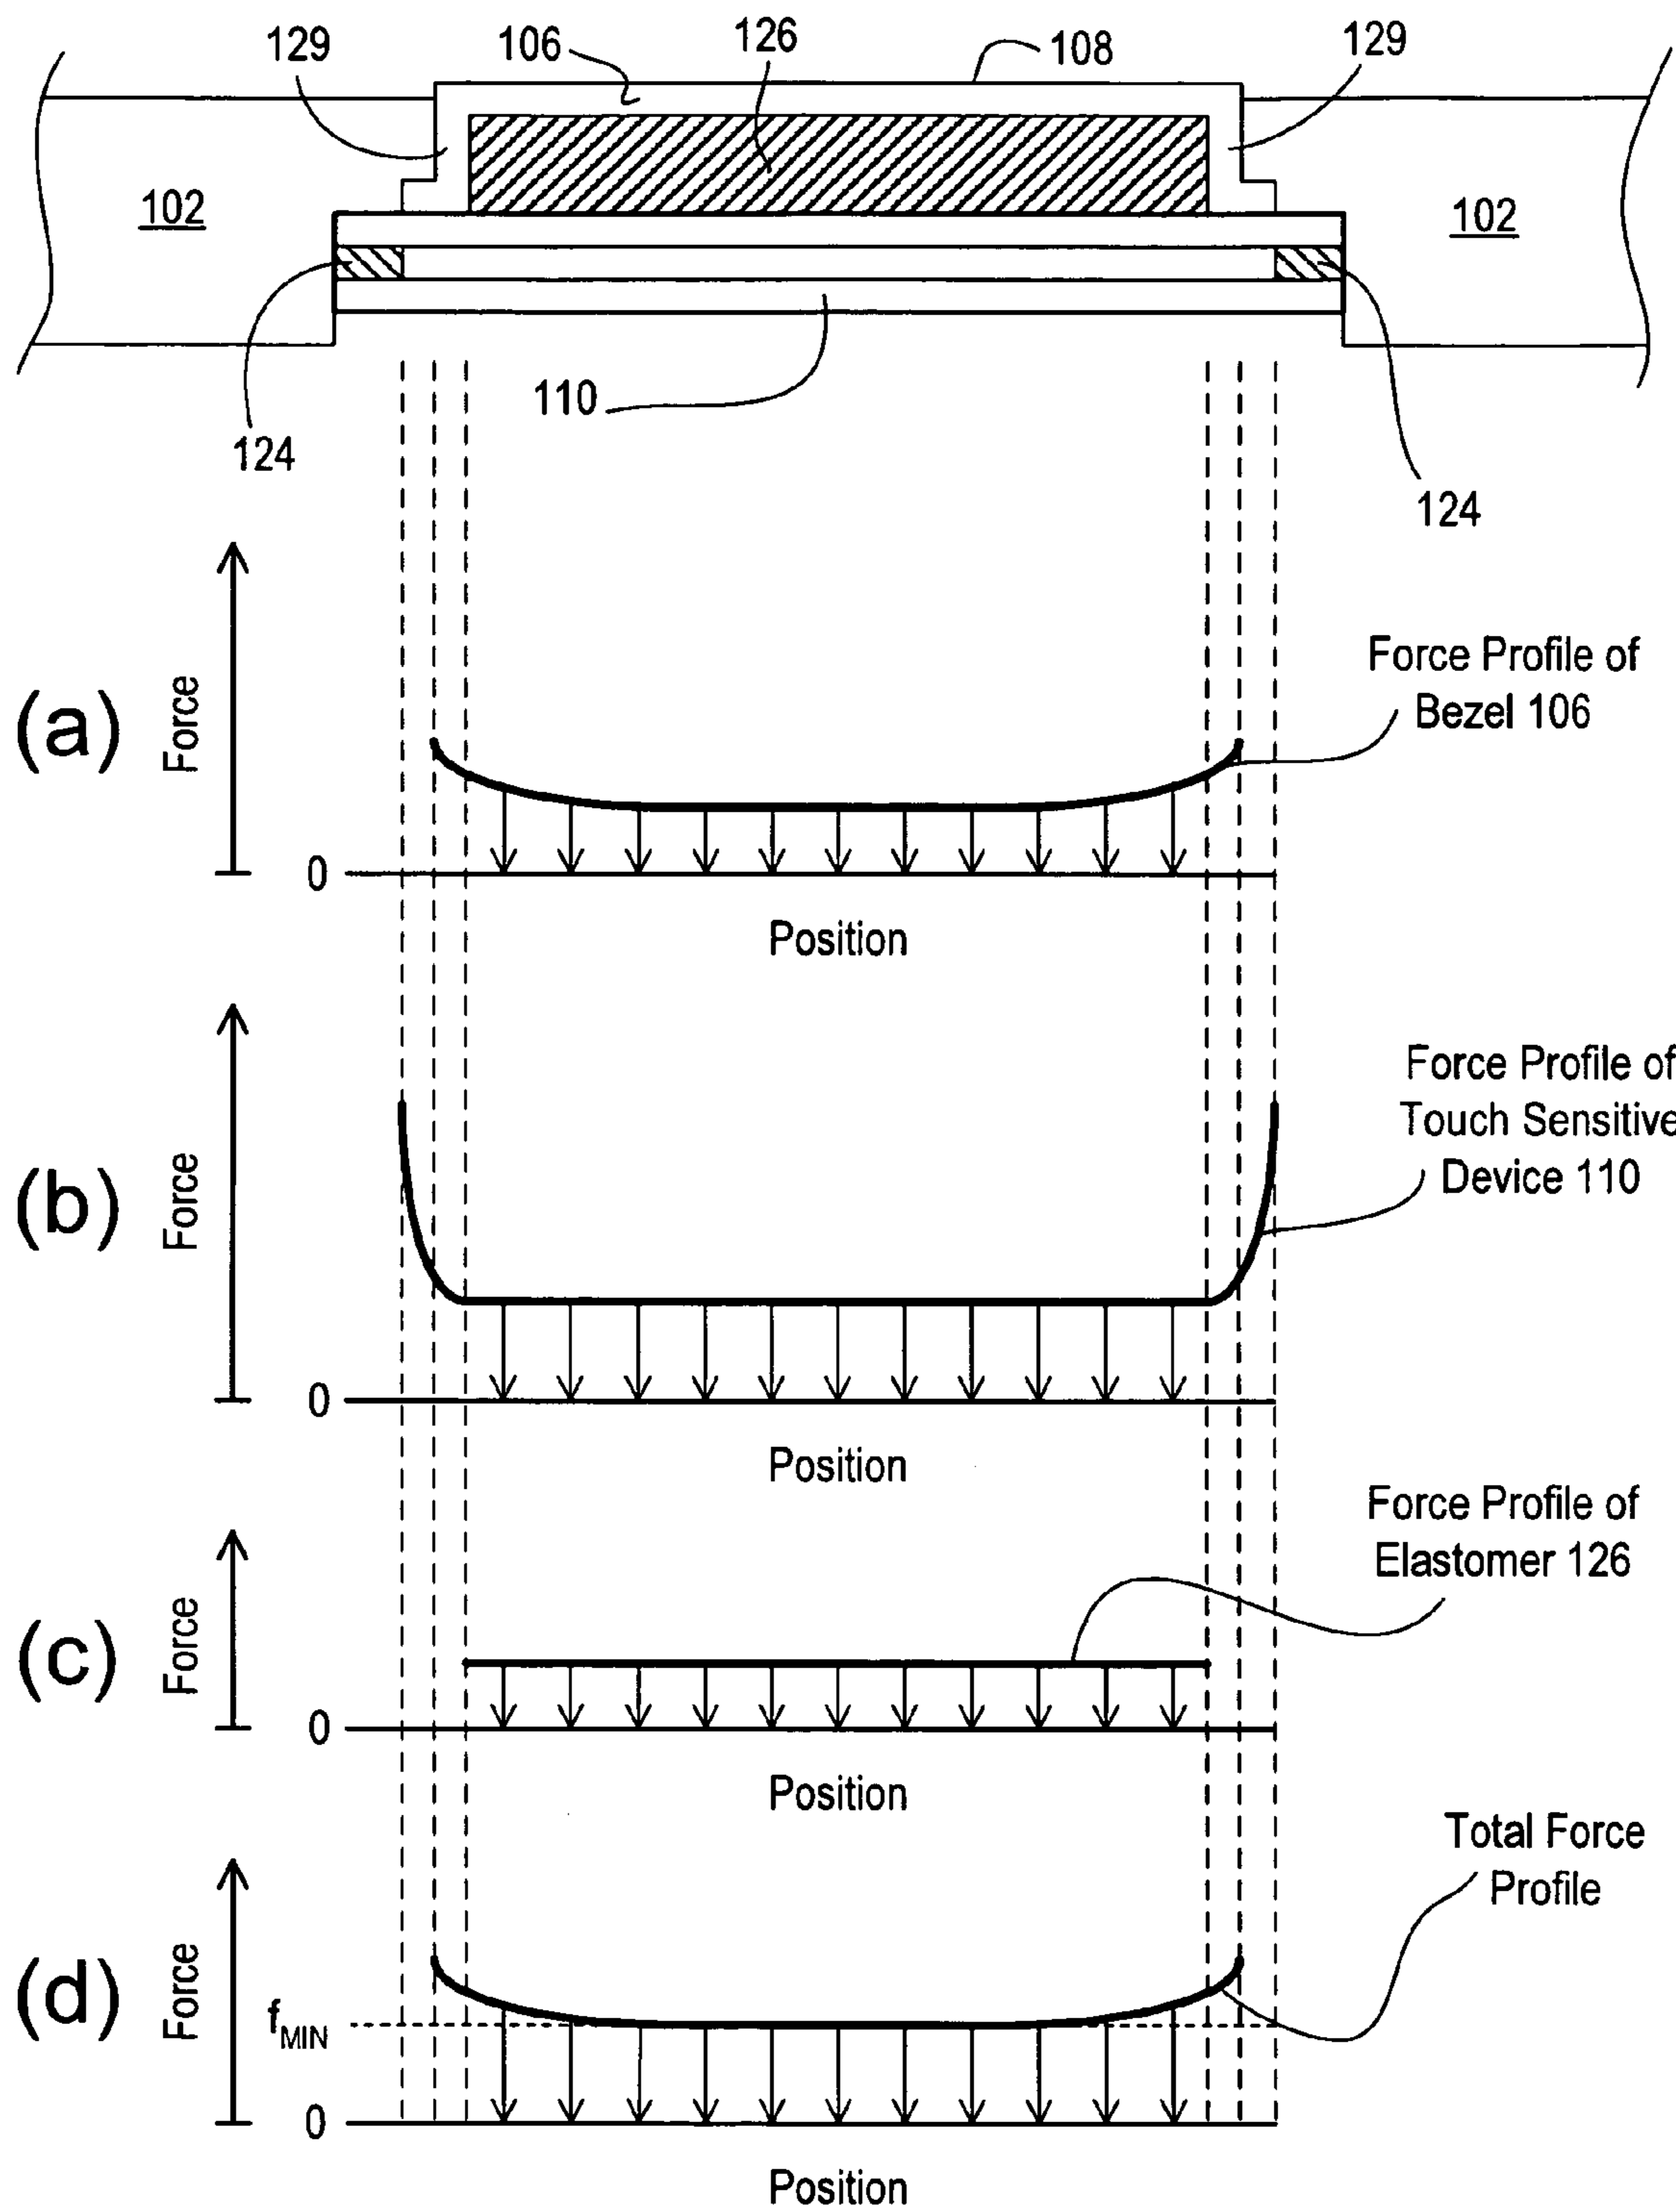 129
106
126
108
129
102
102
110
124
124
(a)
Force
Force Profile of
Bezel 106
0
Position
(b)
Force
Force Profile of
Touch Sensitive
Device 110
0
Position
(c)
Force
Force Profile of
Elastomer 126
0
Position
(d)
Force
Total Force
Profile
fMIN
0
Position